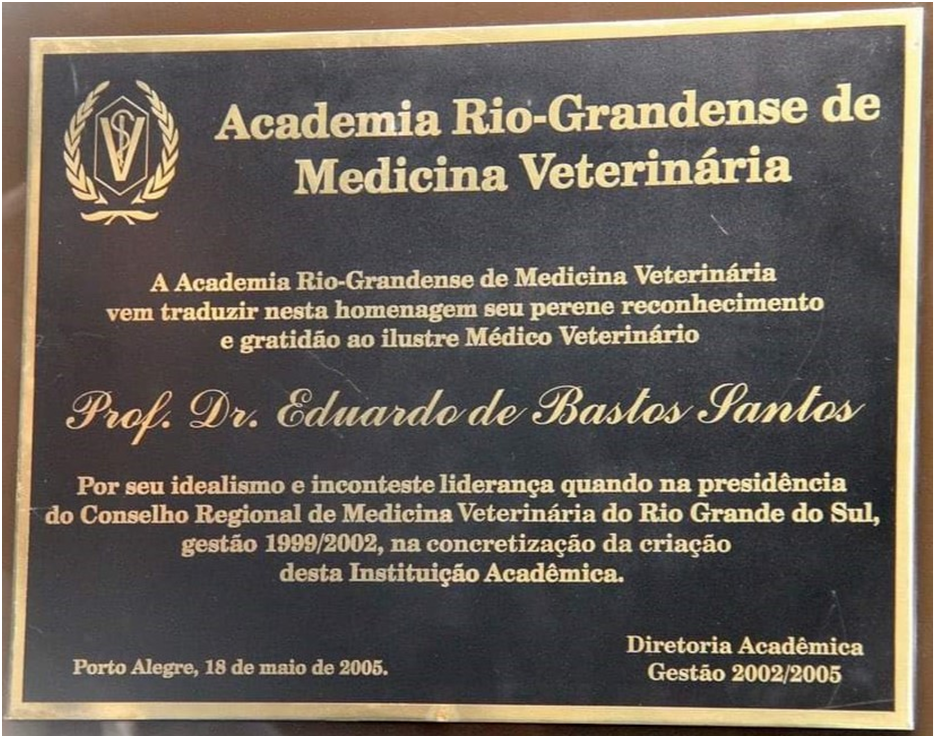 V
Academia Rio-Grandense de
Medicina Veterinária
A Academia Rio-Grandense de Medicina Veterinária
vem traduzir nesta homenagem seu perene reconhecimento
e gratidão ao ilustre Médico Veterinário
Prof. Dr. Eduardo de Bastos Santos
Por seu idealismo e inconteste liderança quando na presidência
do Conselho Regional de Medicina Veterinária do Rio Grande do Sul,
gestão 1999/2002, na concretização da criação
desta Instituição Acadêmica.
Diretoria Acadêmica
Porto Alegre, 18 de maio de 2005.
Gestão 2002/2005